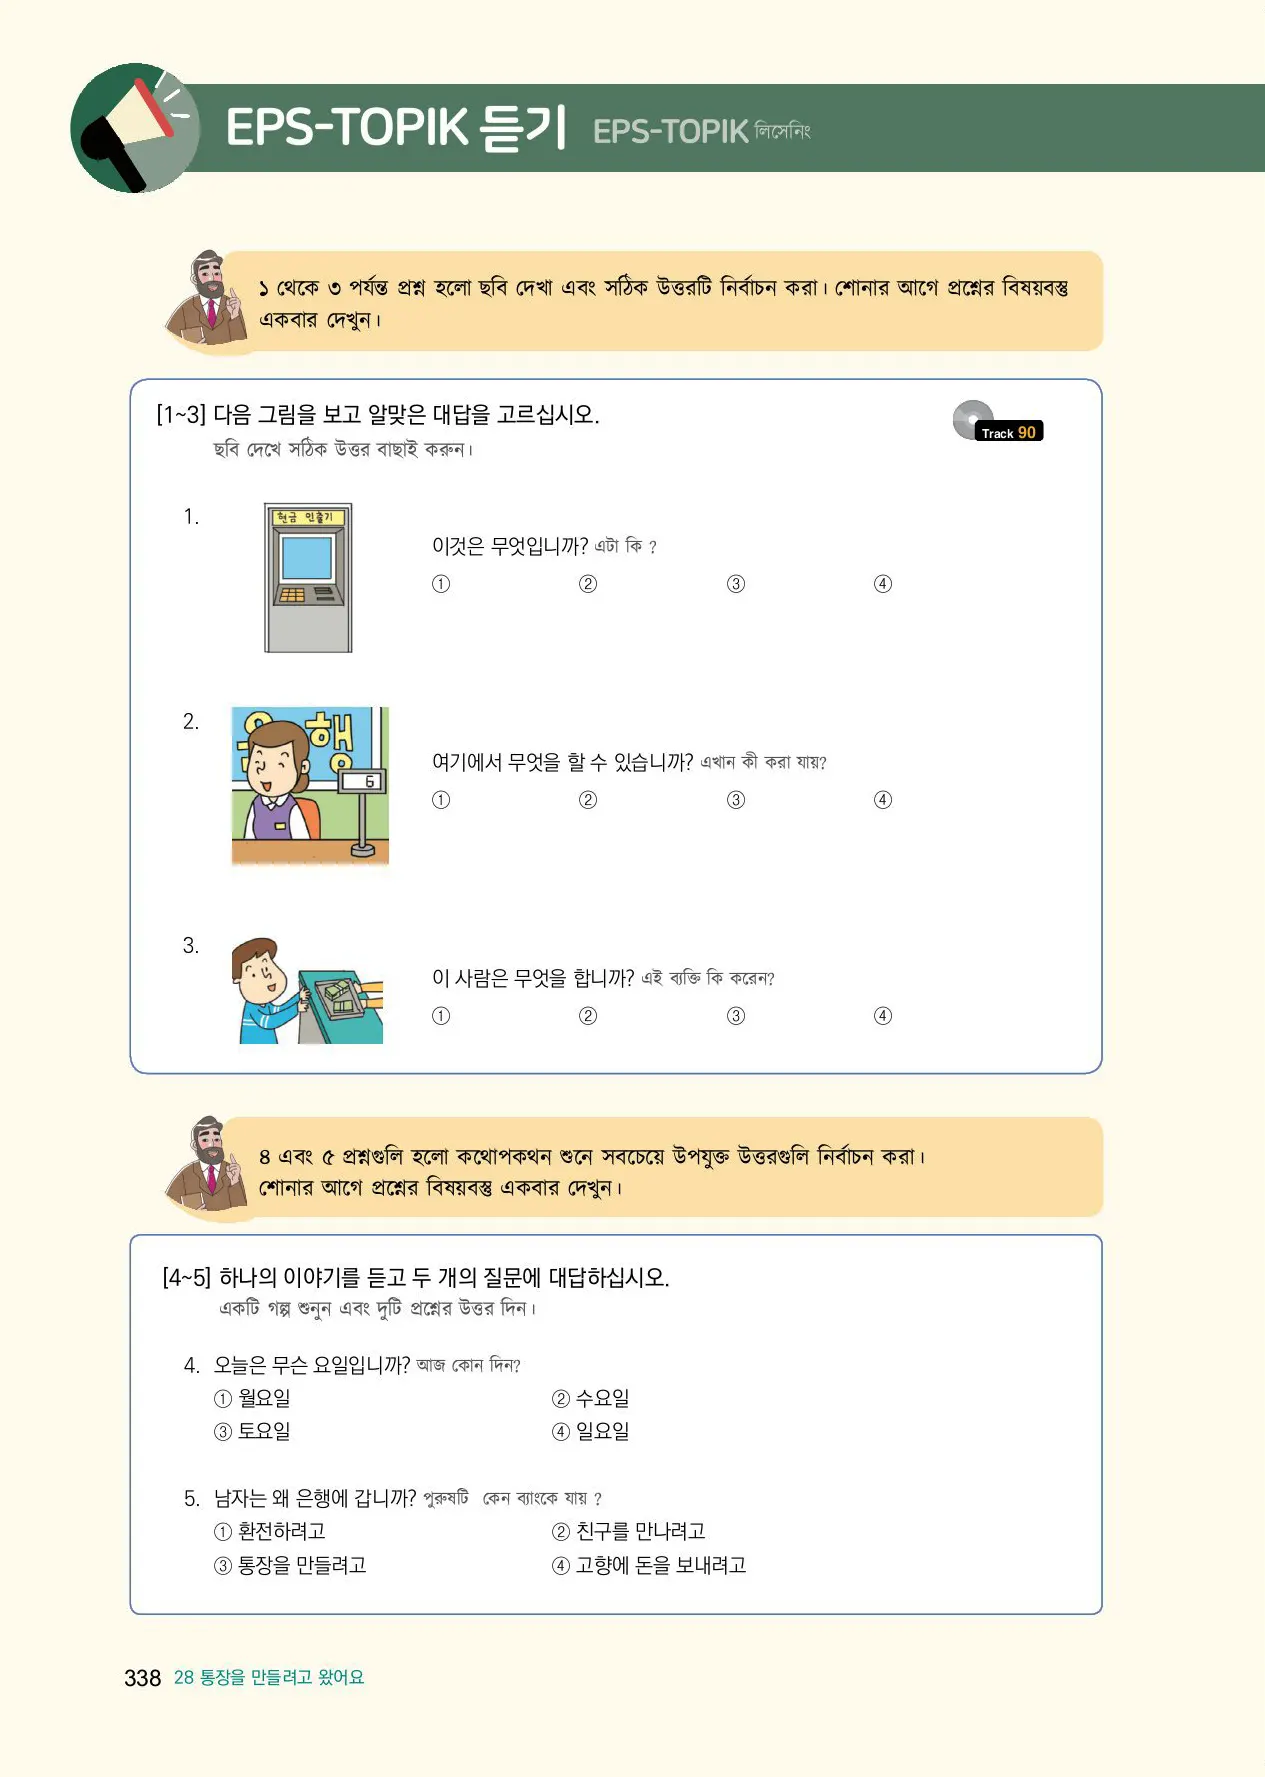 EPS-TOPIK 듣기 EPS-TOPIK লিসেনিং
১ থেকে ৩ পর্যন্ত প্রশ্ন হলো ছবি দেখা এবং সঠিক উত্তরটি নির্বাচন করা। শোনার আগে প্রশ্নের বিষয়বস্তু
একবার দেখুন।
[1~3] 다음 그림을 보고 알맞은 대답을 고르십시오.
ছবি দেখে সঠিক উত্তর বাছাই করুন।
Track 90
1.
현금 인출기
이것은 무엇입니까? এটা কি ?
① ② ③ ④
2.
은행
6
여기에서 무엇을 할 수 있습니까? এখান কী করা যায়?
① ② ③ ④
3.
이 사람은 무엇을 합니까? এই ব্যক্তি কি করেন?
① ② ③ ④
৪ এবং ৫ প্রশ্নগুলি হলো কথোপকথন শুনে সবচেয়ে উপযুক্ত উত্তরগুলি নির্বাচন করা।
শোনার আগে প্রশ্নের বিষয়বস্তু একবার দেখুন।
[4~5] 하나의 이야기를 듣고 두 개의 질문에 대답하십시오.
একটি গল্প শুনুন এবং দুটি প্রশ্নের উত্তর দিন।
4. 오늘은 무슨 요일입니까? আজ কোন দিন?
① 월요일 ② 수요일
③ 토요일 ④ 일요일
5. 남자는 왜 은행에 갑니까? পুরুষটি কেন ব্যাংকে যায় ?
① 환전하려고 ② 친구를 만나려고
③ 통장을 만들려고 ④ 고향에 돈을 보내려고
338 28 통장을 만들려고 왔어요